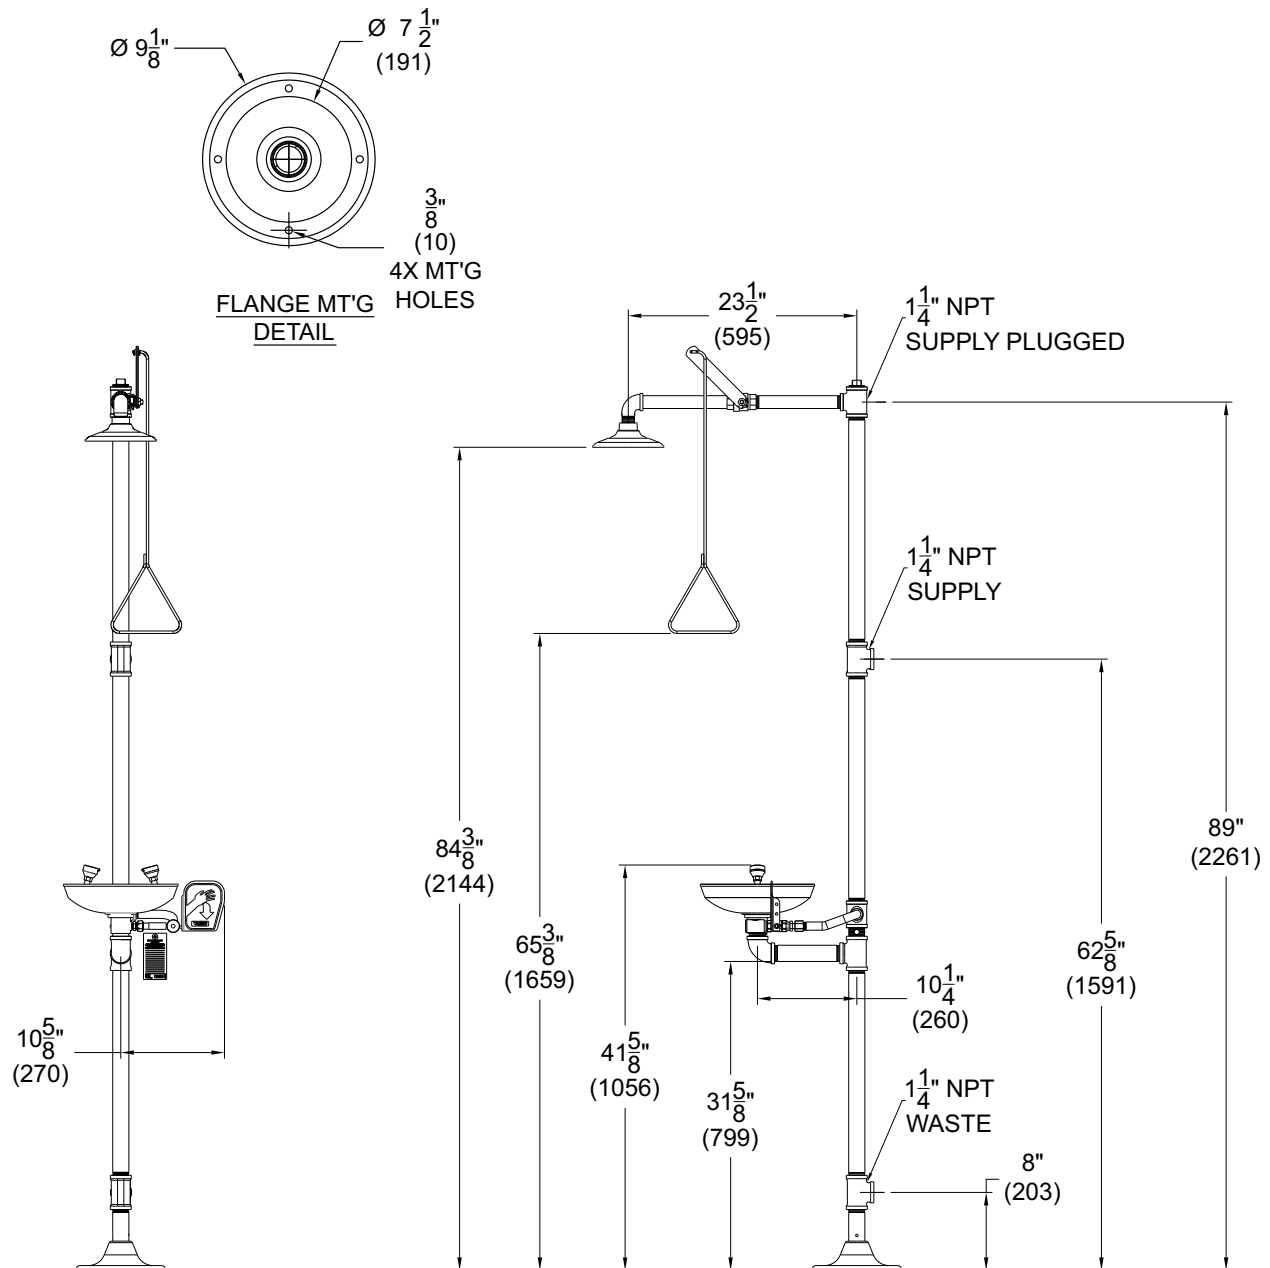 Ø 9 1/8"
Ø 7 1/2"
(191)
3/8"
(10)
4X MT'G
HOLES
FLANGE MT'G
DETAIL
23 1/2"
(595)
1 1/4" NPT
SUPPLY PLUGGED
1 1/4" NPT
SUPPLY
84 3/8"
(2144)
89"
(2261)
65 3/8"
(1659)
62 5/8"
(1591)
10 1/4"
(260)
10 5/8"
(270)
41 5/8"
(1056)
31 5/8"
(799)
1 1/4" NPT
WASTE
8"
(203)